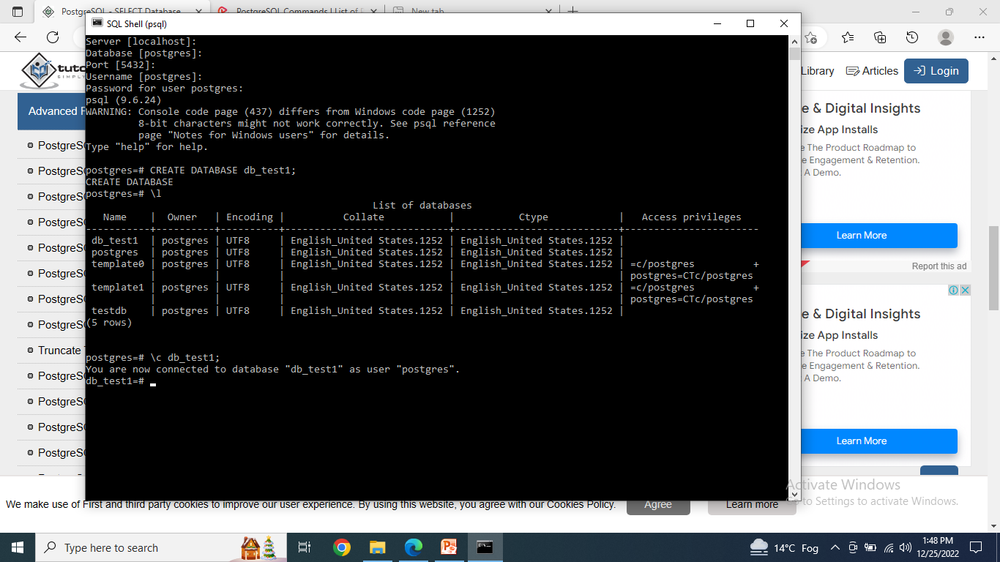 PostgreSQL - SELECT Database
PostgreSQL Commands | List of
New tab
SQL Shell (psql)
Server [localhost]:
Database [postgres]:
Port [5432]:
Username [postgres]:
Password for user postgres:
psql (9.6.24)
WARNING: Console code page (437) differs from Windows code page (1252)
         8-bit characters might not work correctly. See psql reference
         page "Notes for Windows users" for details.
Type "help" for help.
postgres=# CREATE DATABASE db_test1;
CREATE DATABASE
postgres=# \l
List of databases
Name | Owner | Encoding | Collate | Ctype | Access privileges
-----------+----------+----------+----------------------------+----------------------------+-----------------------
db_test1 | postgres | UTF8 | English_United States.1252 | English_United States.1252 |
postgres | postgres | UTF8 | English_United States.1252 | English_United States.1252 |
template0 | postgres | UTF8 | English_United States.1252 | English_United States.1252 | =c/postgres +
| | | | | postgres=CTc/postgres
template1 | postgres | UTF8 | English_United States.1252 | English_United States.1252 | =c/postgres +
| | | | | postgres=CTc/postgres
testdb | postgres | UTF8 | English_United States.1252 | English_United States.1252 |
(5 rows)
postgres=# \c db_test1;
You are now connected to database "db_test1" as user "postgres".
db_test1=#
tuto
SIMPLY
Advanced
PostgreS
PostgreS
PostgreS
PostgreS
PostgreS
PostgreS
PostgreS
PostgreS
Truncate
PostgreS
PostgreS
PostgreS
PostgreS
Library
Articles
Login
e & Digital Insights
ize App Installs
e The Product Roadmap to
e Engagement & Retention.
A Demo.
Learn More
Report this ad
e & Digital Insights
ize App Installs
e The Product Roadmap to
e Engagement & Retention.
A Demo.
Learn More
Activate Windows
Go to Settings to activate Windows.
We make use of First and third party cookies to improve our user experience. By using this website, you agree with our Cookies Policy.
Agree
Learn more
Type here to search
14°C Fog
1:48 PM
12/25/2022